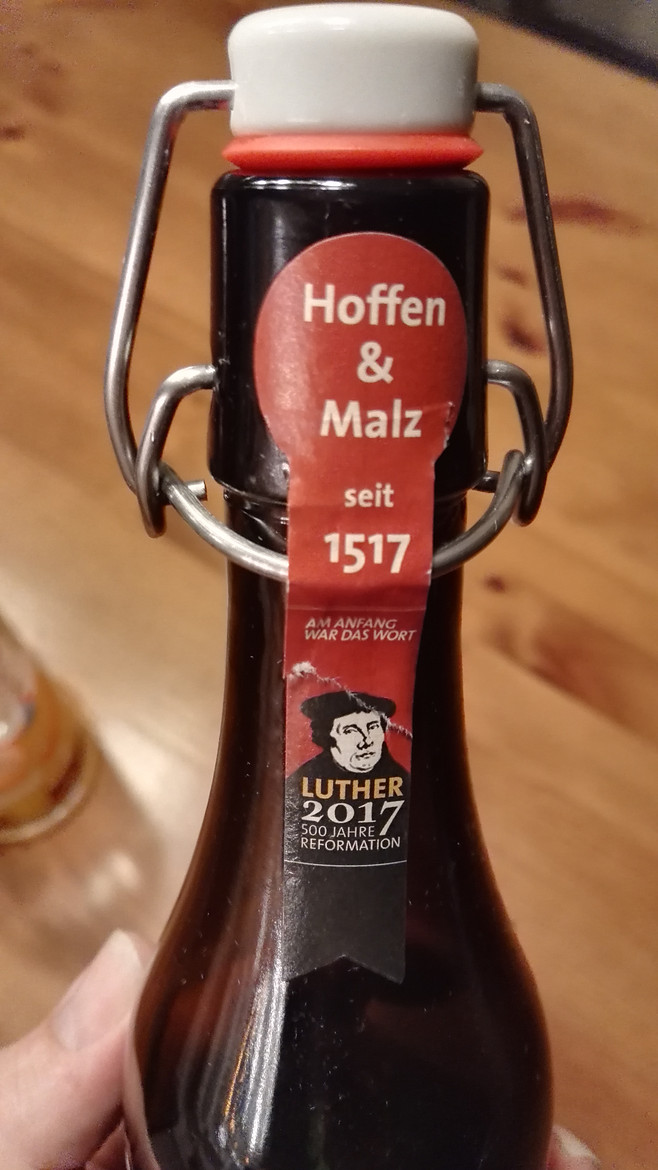 Hoffen
&
Malz
seit
1517
AM ANFANG
WAR DAS WORT
LUTHER
2017
500 JAHRE
REFORMATION